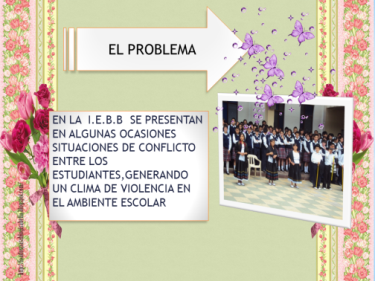 EL PROBLEMA
EN LA I.E.B.B SE PRESENTAN
EN ALGUNAS OCASIONES
SITUACIONES DE CONFLICTO
ENTRE LOS
ESTUDIANTES,GENERANDO
UN CLIMA DE VIOLENCIA EN
EL AMBIENTE ESCOLAR